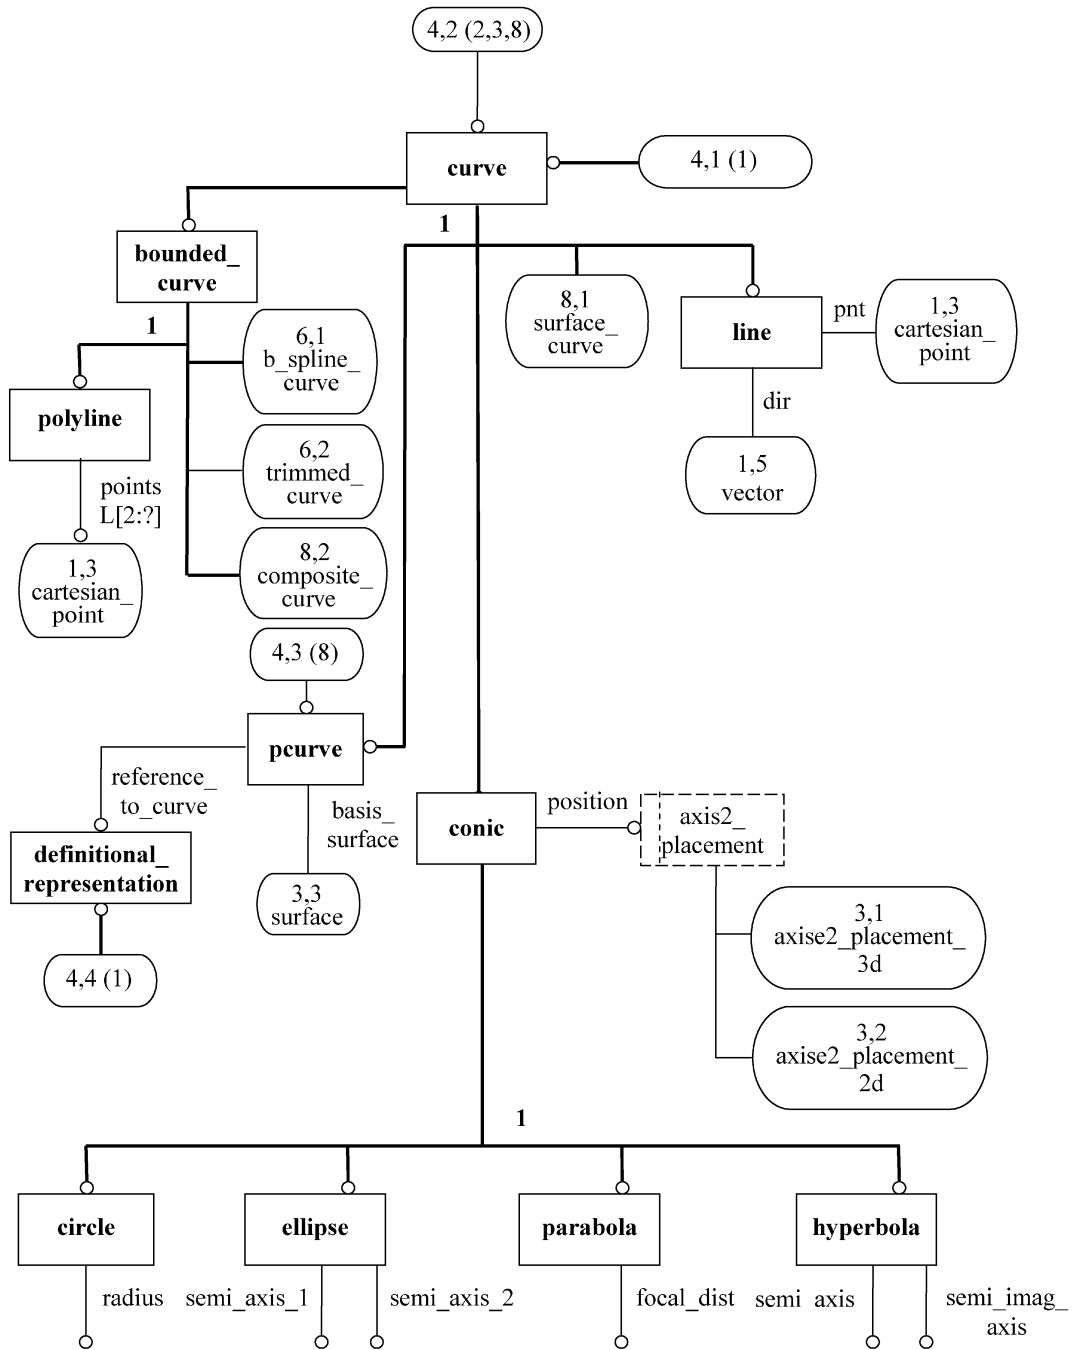 4,2 (2,3,8)
curve
4,1 (1)
1
bounded_
curve
1
6,1
b_spline_
curve
8,1
surface_
curve
line
pnt
1,3
cartesian_
point
dir
1,5
vector
polyline
points
L[2:?]
6,2
trimmed_
curve
8,2
composite_
curve
1,3
cartesian_
point
4,3 (8)
pcurve
reference_
to_curve
basis_
surface
definitional_
representation
3,3
surface
4,4 (1)
conic
position
axis2_
placement
3,1
axise2_placement_
3d
3,2
axise2_placement_
2d
1
circle
ellipse
parabola
hyperbola
radius
semi_axis_1
semi_axis_2
focal_dist
semi axis
semi_imag_
axis